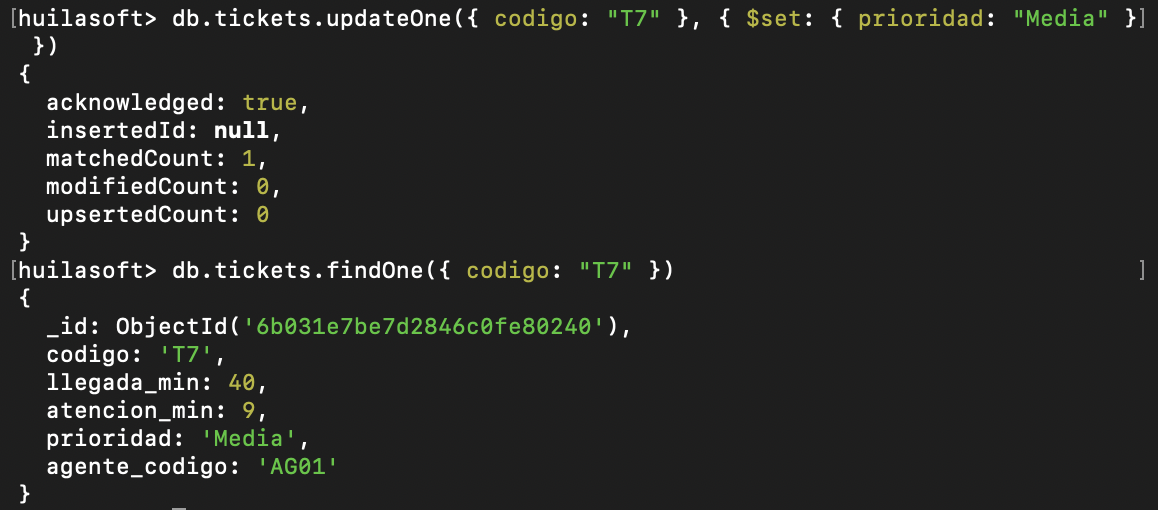 [huilasoft> db.tickets.updateOne({ codigo: "T7" }, { $set: { prioridad: "Media" }]
 })
{
  acknowledged: true,
  insertedId: null,
  matchedCount: 1,
  modifiedCount: 0,
  upsertedCount: 0
}
[huilasoft> db.tickets.findOne({ codigo: "T7" }) ]
{
  _id: ObjectId('6b031e7be7d2846c0fe80240'),
  codigo: 'T7',
  llegada_min: 40,
  atencion_min: 9,
  prioridad: 'Media',
  agente_codigo: 'AG01'
}